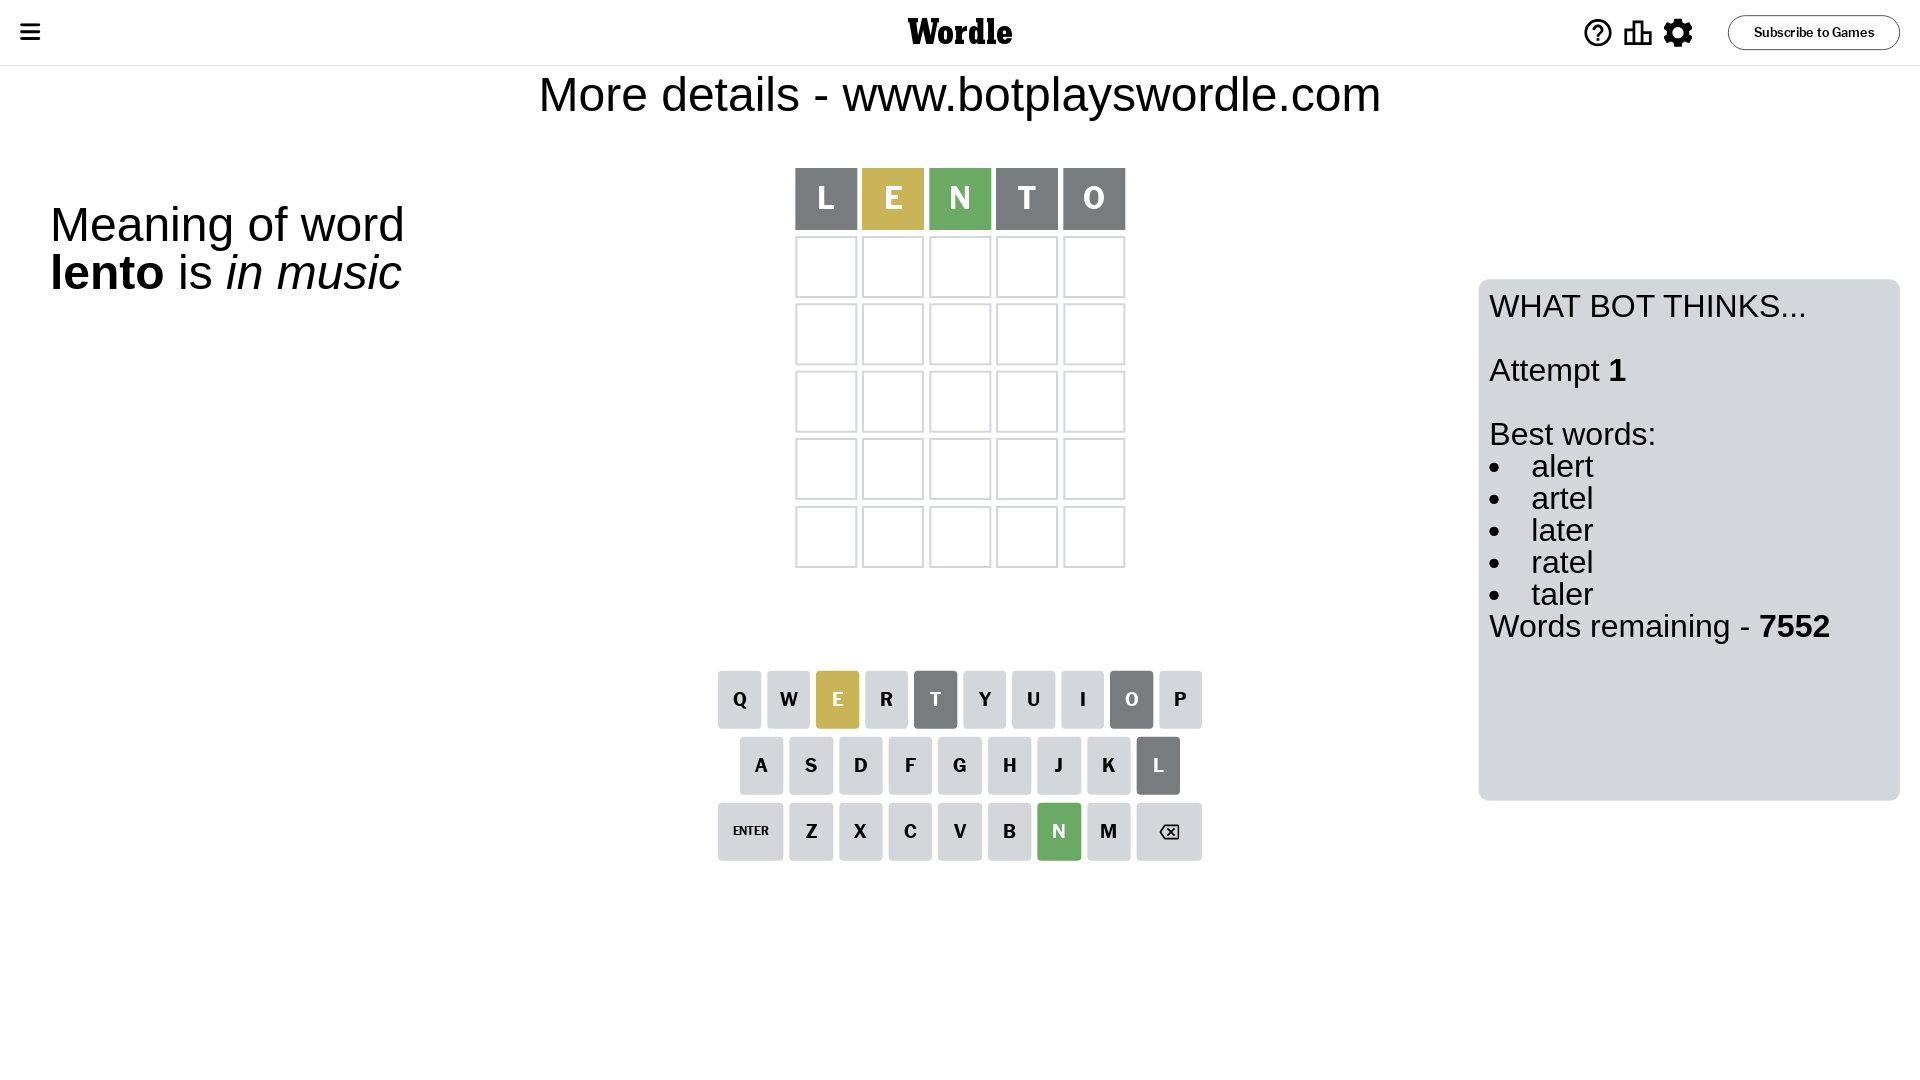 Wordle
Subscribe to Games
More details - www.botplayswordle.com
Meaning of word
lento is in music
L E N T O
WHAT BOT THINKS...
Attempt 1
Best words:
• alert
• artel
• later
• ratel
• taler
Words remaining - 7552
Q W E R T Y U I O P
A S D F G H J K L
ENTER Z X C V B N M